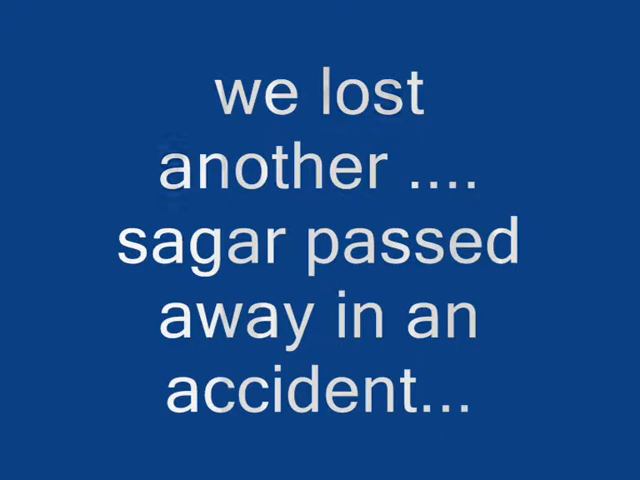 we lost
another ....
sagar passed
away in an
accident...